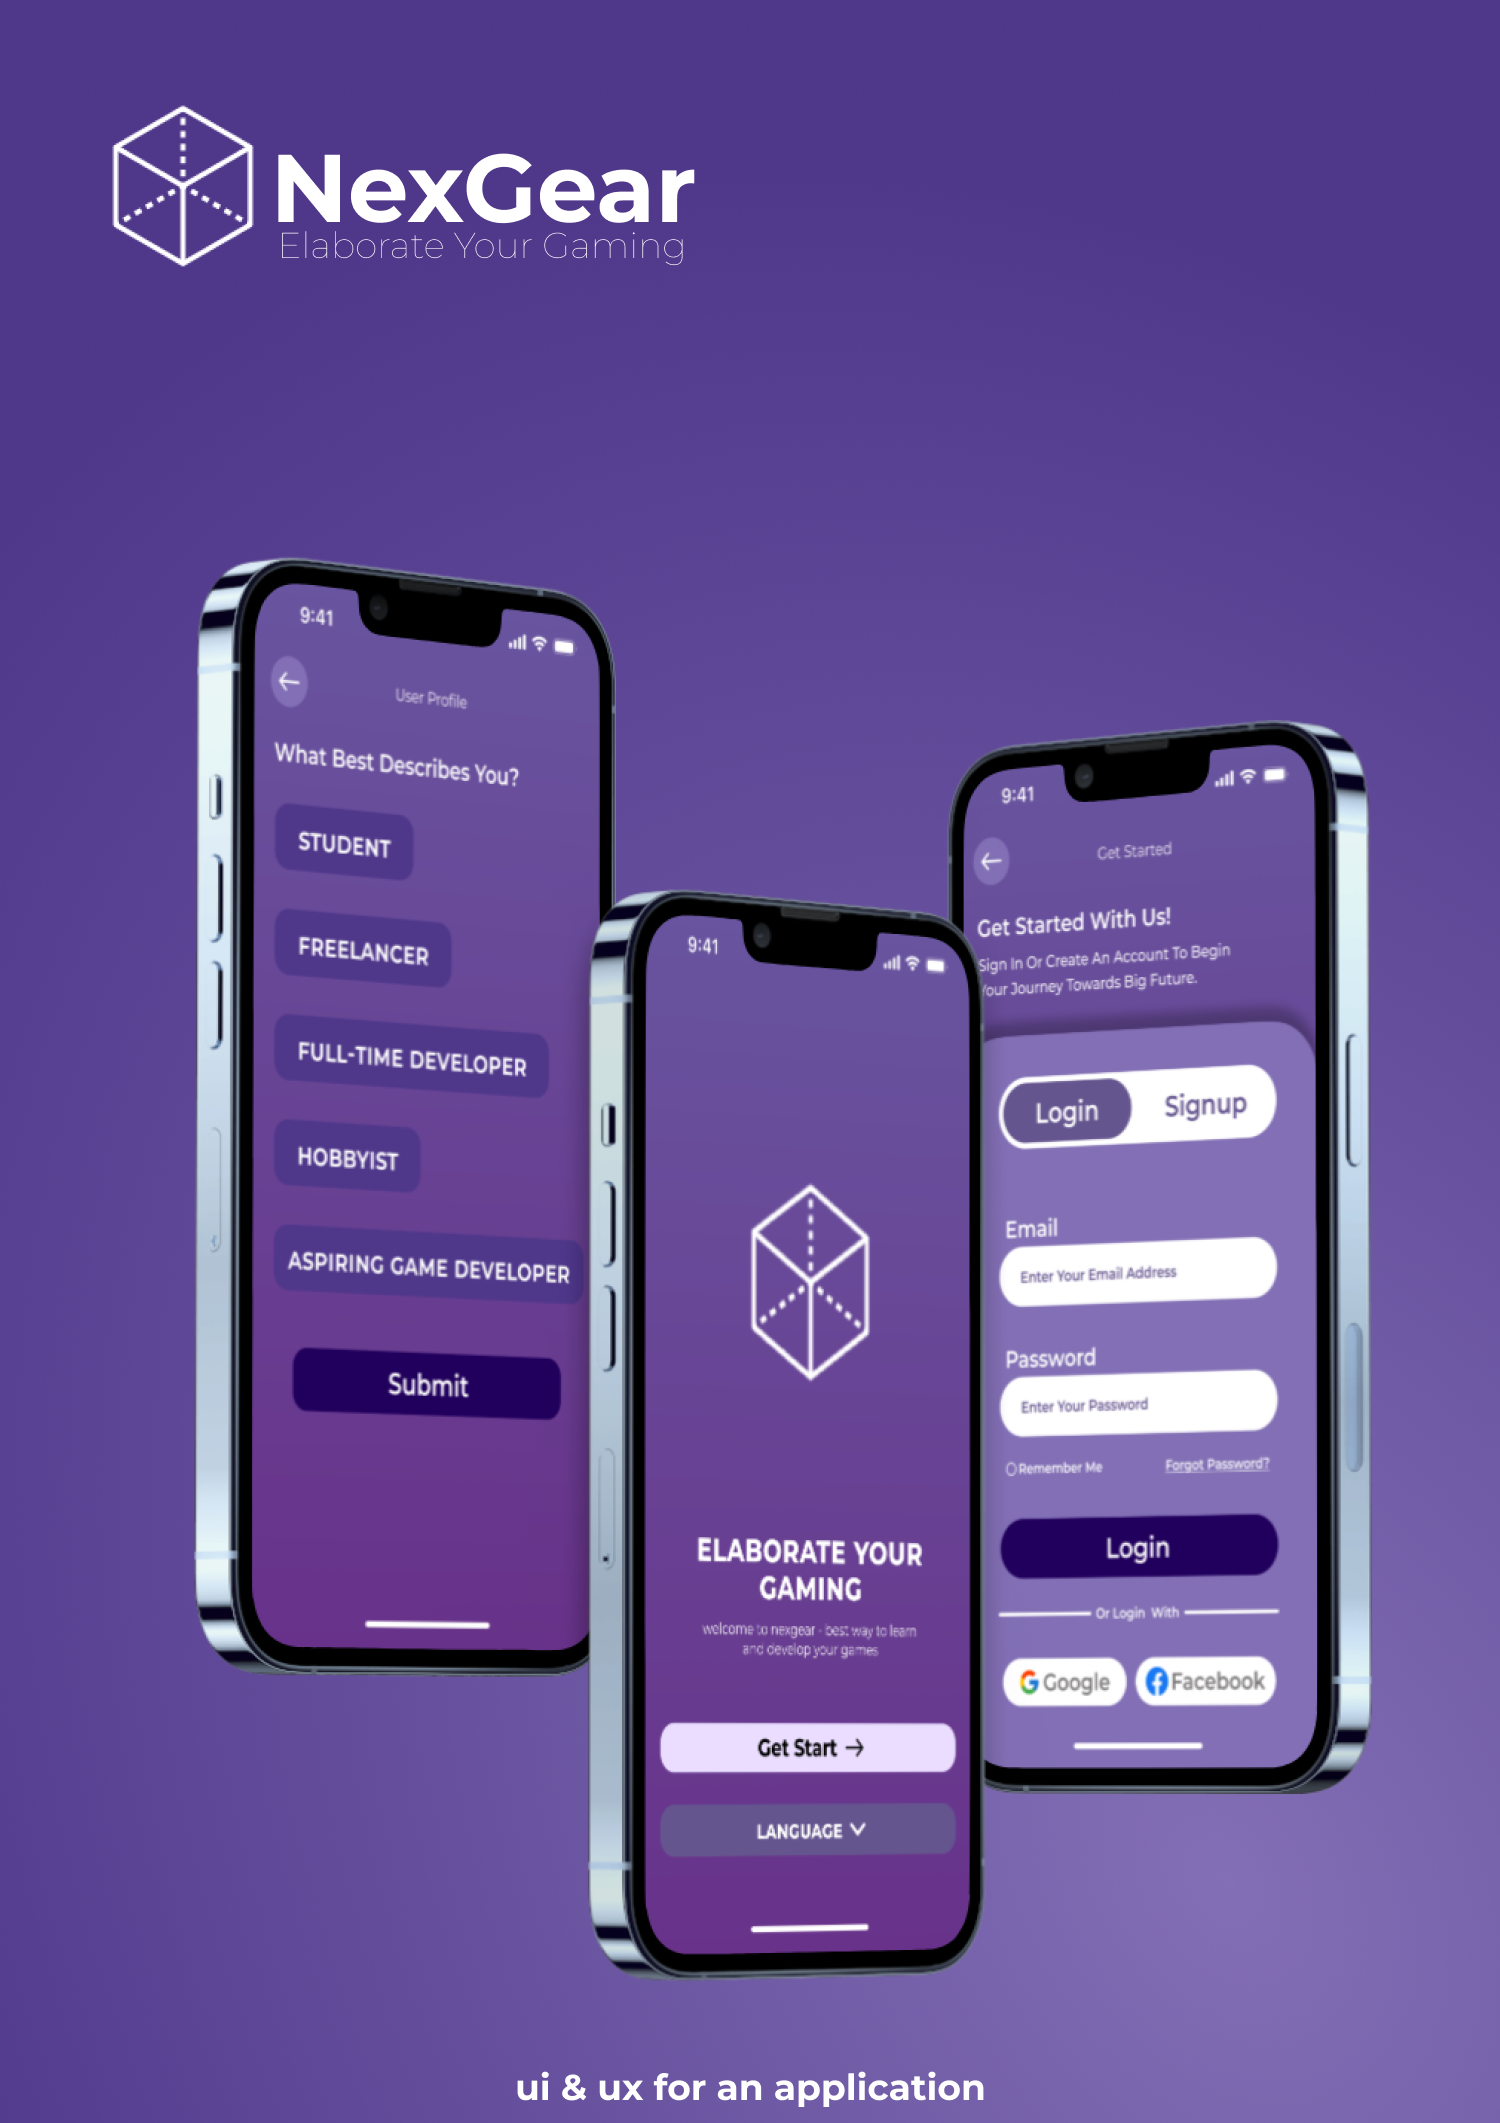 NexGear
Elaborate Your Gaming
9:41
User Profile
What Best Describes You?
STUDENT
FREELANCER
FULL-TIME DEVELOPER
HOBBYIST
ASPIRING GAME DEVELOPER
Submit
9:41
ELABORATE YOUR
GAMING
welcome to nexgear - best way to learn
and develop your games
Get Start
LANGUAGE
9:41
Get Started
Get Started With Us!
Sign In Or Create An Account To Begin
Your Journey Towards Big Future.
Login Signup
Email
Enter Your Email Address
Password
Enter Your Password
Remember Me Forgot Password?
Login
Or Login With
Google Facebook
ui & ux for an application